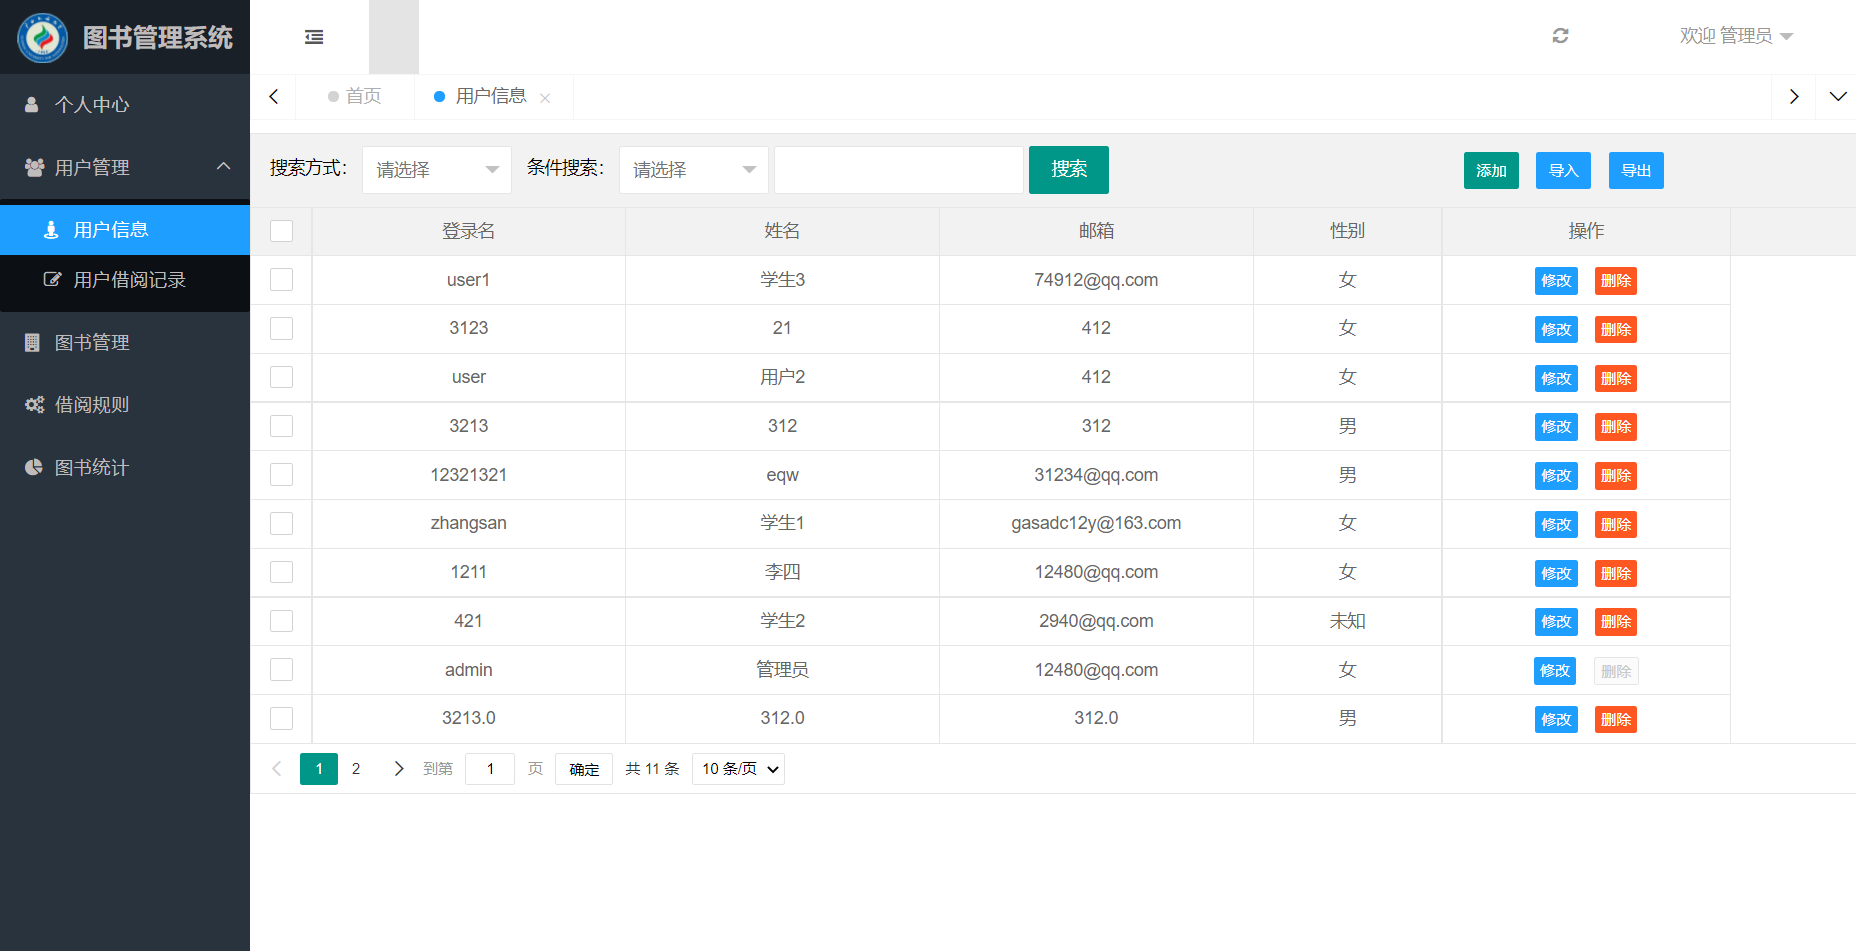 图书管理系统
欢迎 管理员
个人中心
用户管理
用户信息
用户借阅记录
图书管理
借阅规则
图书统计
首页 用户信息
搜索方式: 请选择 条件搜索: 请选择 搜索 添加 导入 导出
登录名 姓名 邮箱 性别 操作
user1 学生3 74912@qq.com 女 修改 删除
3123 21 412 女 修改 删除
user 用户2 412 女 修改 删除
3213 312 312 男 修改 删除
12321321 eqw 31234@qq.com 男 修改 删除
zhangsan 学生1 gasadc12y@163.com 女 修改 删除
1211 李四 12480@qq.com 女 修改 删除
421 学生2 2940@qq.com 未知 修改 删除
admin 管理员 12480@qq.com 女 修改 删除
3213.0 312.0 312.0 男 修改 删除
1 2 到第 1 页 确定 共 11 条 10 条/页